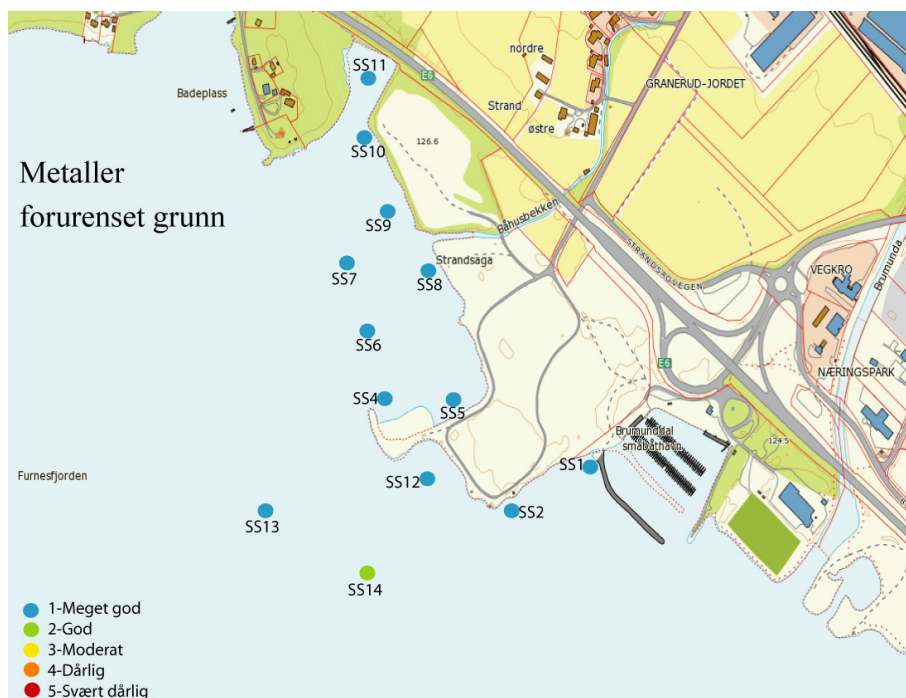 Metaller
forurenset grunn
Badeplass
SS11
E6
nordre
Strand
østre
GRANERUD-JORDET
SS10
126.6
SS9
Båhusbekken
Strandsaga
SS7
SS8
STRANDSAGVEGEN
VEGKRO
Brumunda
SS6
E6
NÆRINGSPARK
SS4
SS5
Brumunddal
småbåthavn
124.5
SS1
Furnesfjorden
SS12
SS13
SS2
SS14
1-Meget god
2-God
3-Moderat
4-Dårlig
5-Svært dårlig